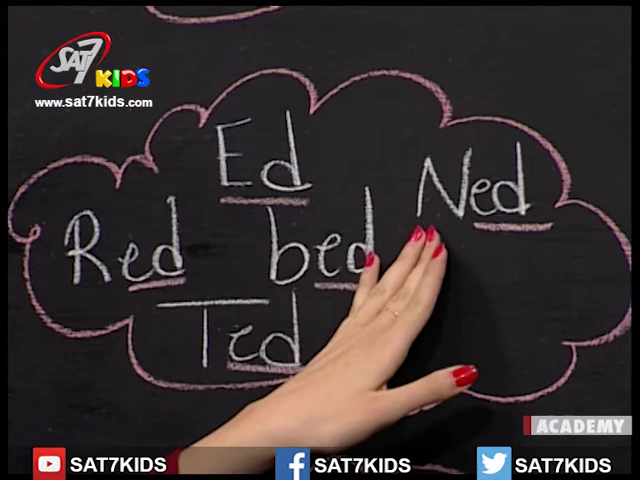 SAT7
KIDS
www.sat7kids.com
Ed
Ned
Red
bed
Ted
ACADEMY
SAT7KIDS
SAT7KIDS
SAT7KIDS